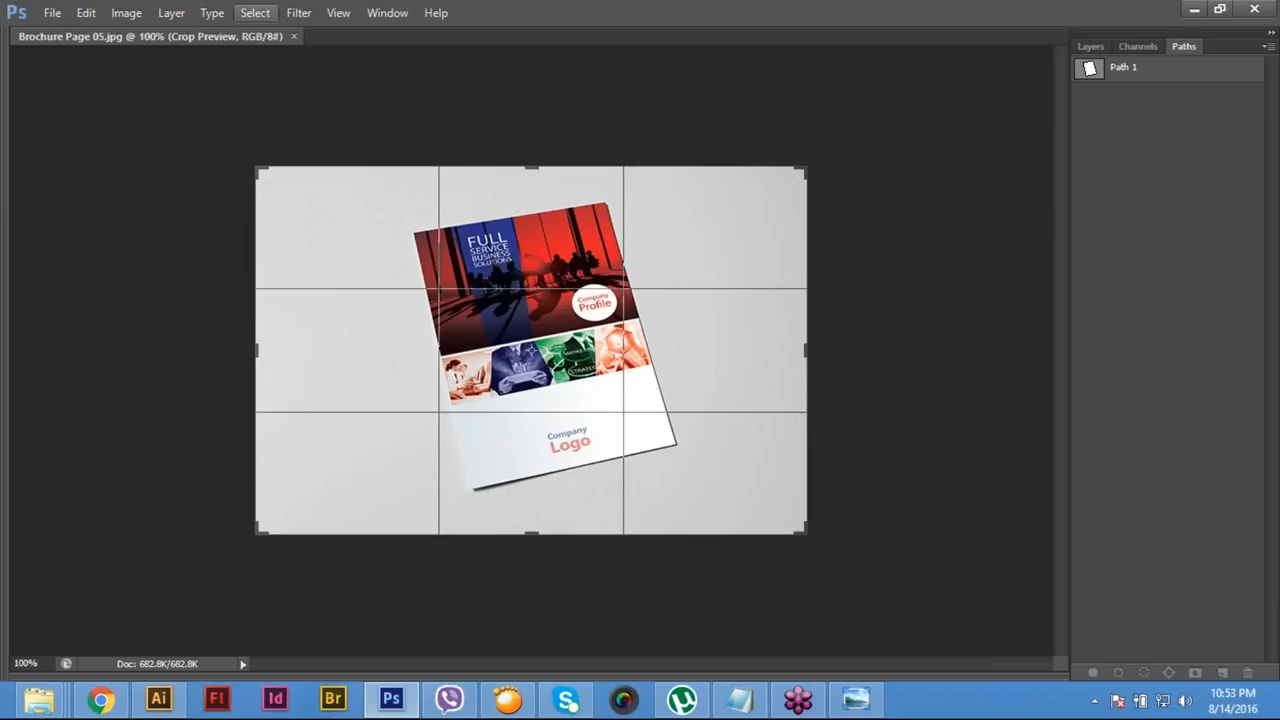 Ps File Edit Image Layer Type Select Filter View Window Help
Brochure Page 05.jpg @ 100% (Crop Preview, RGB/8#) ×
Layers Channels Paths
Path 1
FULL
SERVICE
BUSINESS
SOLUTIONS
Company
Profile
Company
Logo
100% Doc: 682.8K/682.8K
Ai Fl Id Br Ps
10:53 PM
8/14/2016